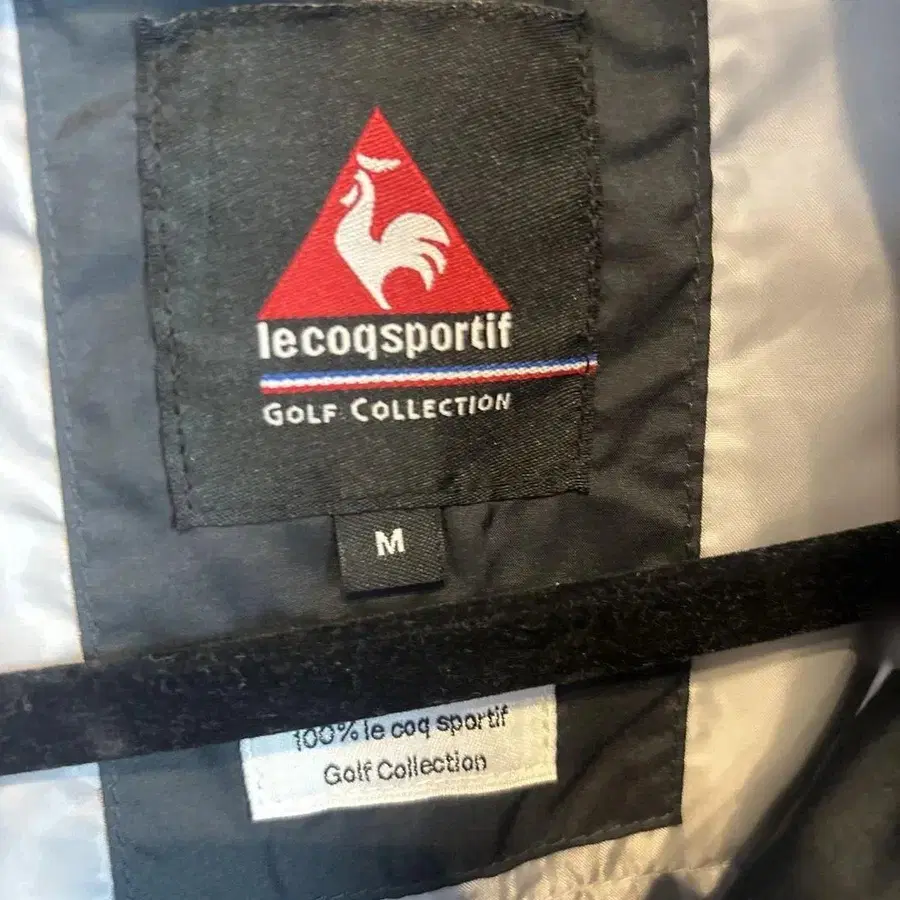 lecoqsportif
GOLF COLLECTION
M
100% le coq sportif
Golf Collection